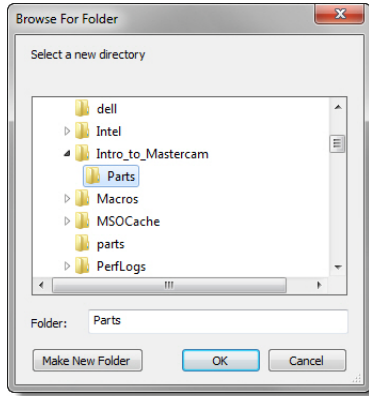 Browse For Folder
Select a new directory
dell
Intel
Intro_to_Mastercam
Parts
Macros
MSOCache
parts
PerfLogs
Folder: Parts
Make New Folder OK Cancel